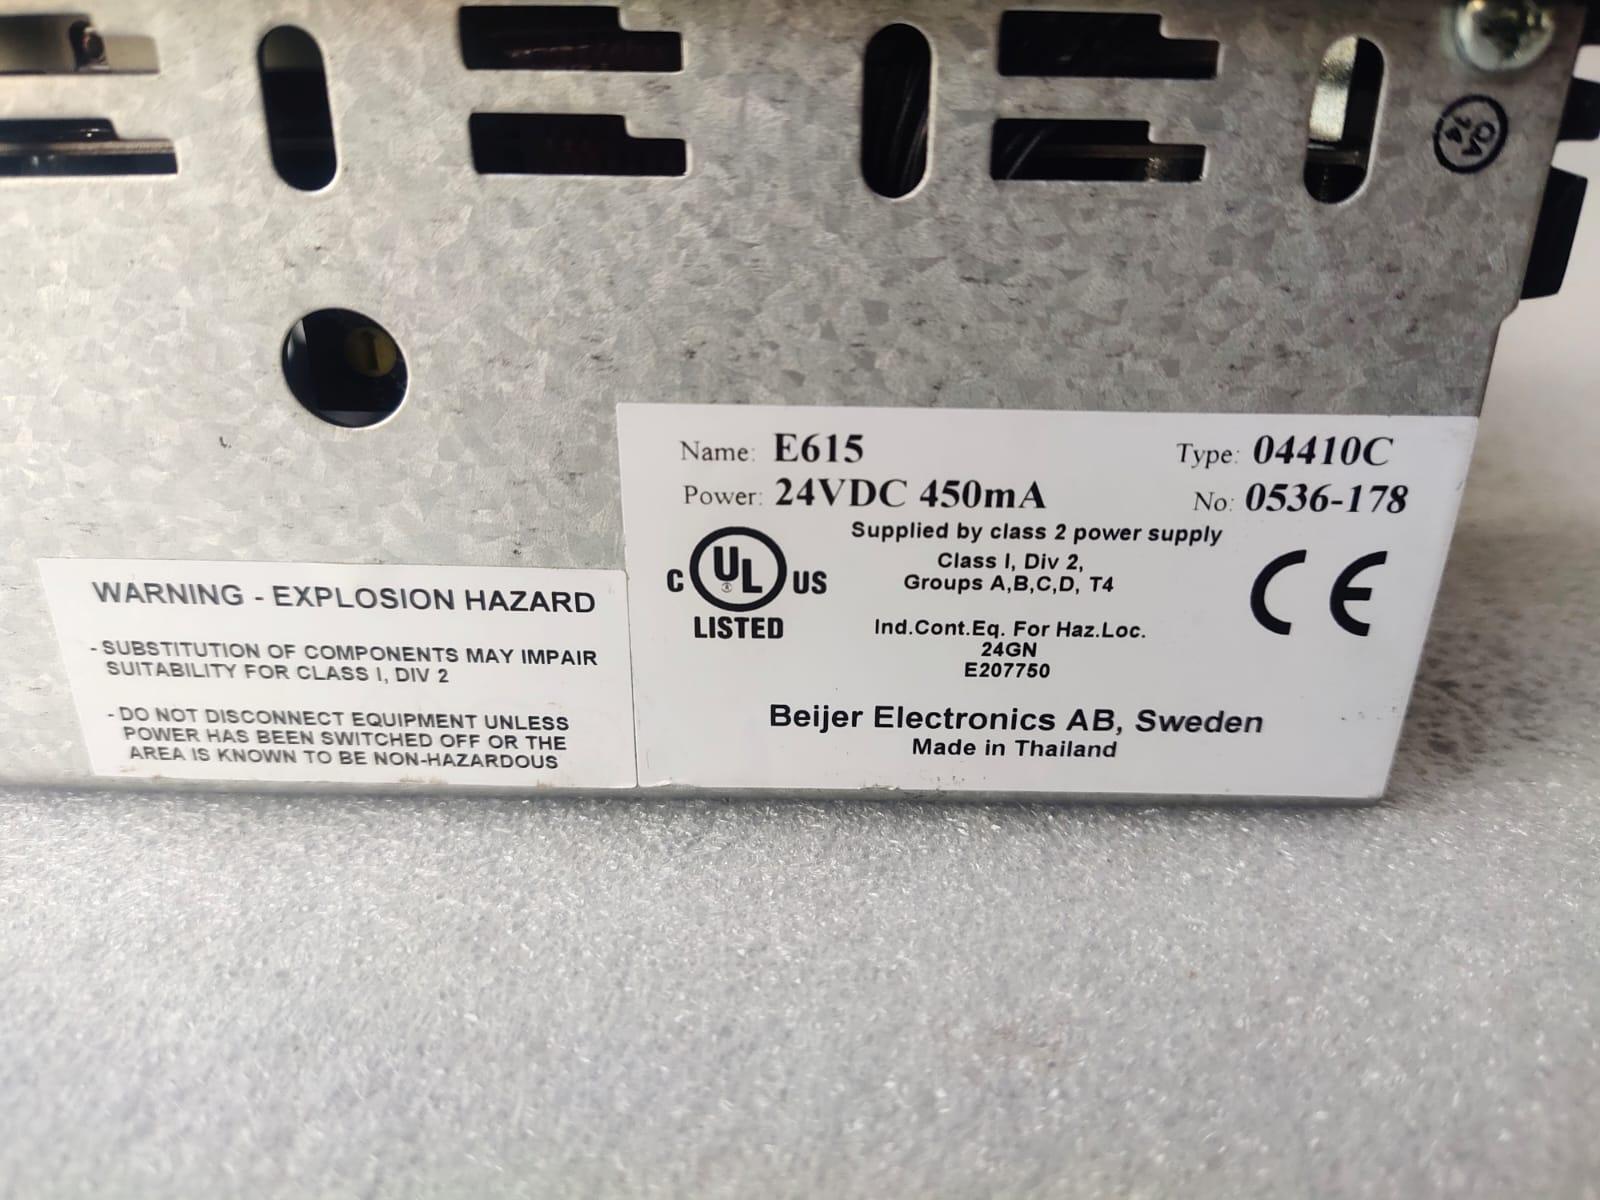 QA
14
Name: E615
Type: 04410C
Power: 24VDC 450mA
No: 0536-178
Supplied by class 2 power supply
Class I, Div 2,
Groups A,B,C,D, T4
C UL ® US
LISTED
CE
Ind.Cont.Eq. For Haz.Loc.
24GN
E207750
Beijer Electronics AB, Sweden
Made in Thailand
WARNING - EXPLOSION HAZARD
- SUBSTITUTION OF COMPONENTS MAY IMPAIR
SUITABILITY FOR CLASS I, DIV 2
- DO NOT DISCONNECT EQUIPMENT UNLESS
POWER HAS BEEN SWITCHED OFF OR THE
AREA IS KNOWN TO BE NON-HAZARDOUS